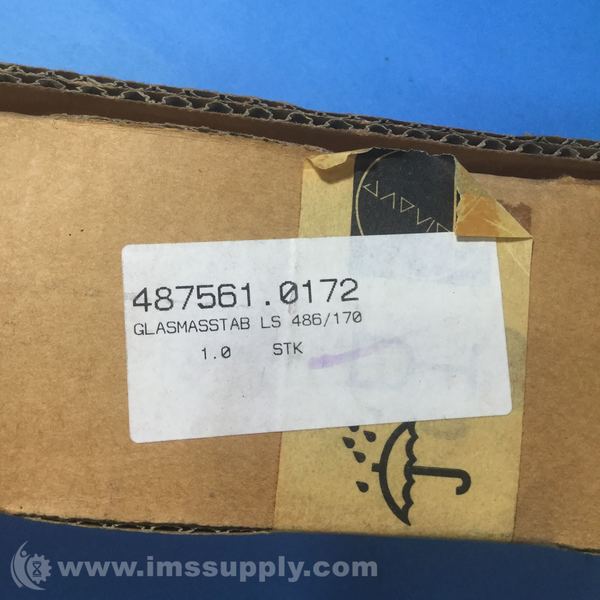 487561.0172
GLASMASSTAB LS 486/170
1.0 STK
www.imssupply.com